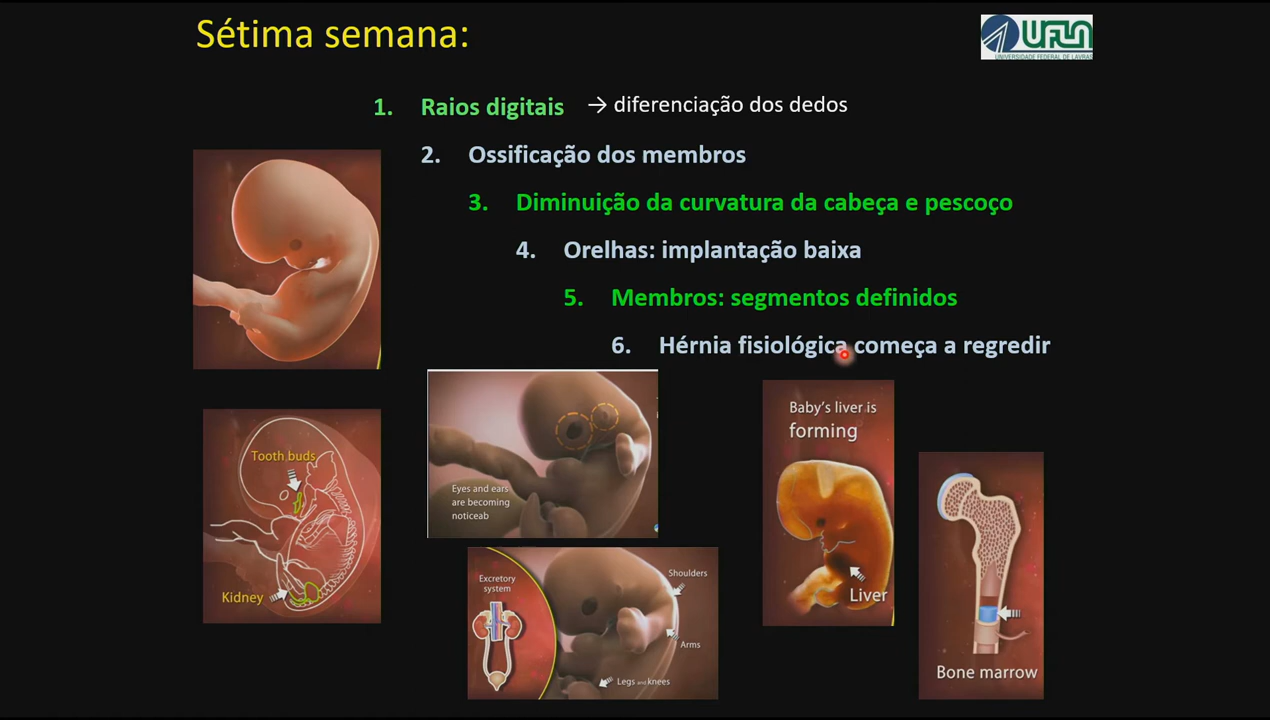 Sétima semana:
UFLA
UNIVERSIDADE FEDERAL DE LAVRAS
1. Raios digitais → diferenciação dos dedos
2. Ossificação dos membros
3. Diminuição da curvatura da cabeça e pescoço
4. Orelhas: implantação baixa
5. Membros: segmentos definidos
6. Hérnia fisiológica começa a regredir
Tooth buds
Kidney
Eyes and ears
are becoming
noticeab
Excretory
system
Shoulders
Arms
Legs and knees
Baby's liver is
forming
Liver
Bone marrow